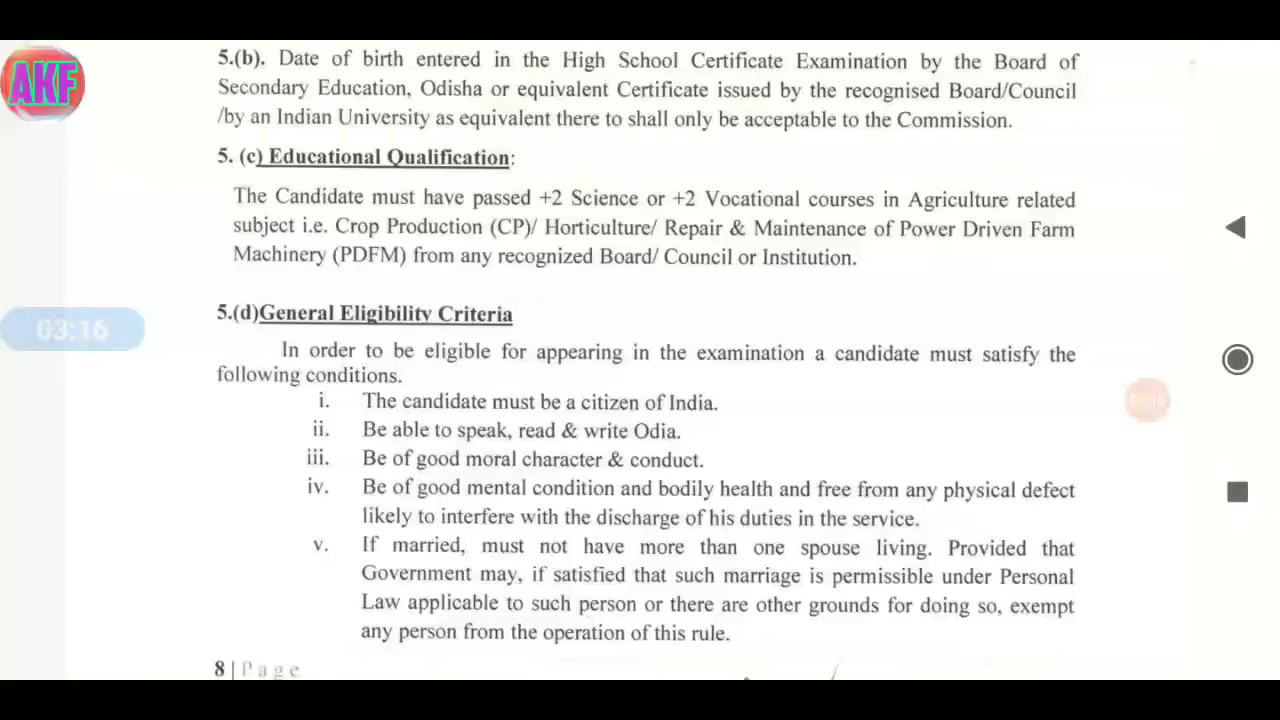 AKF
5.(b). Date of birth entered in the High School Certificate Examination by the Board of
Secondary Education, Odisha or equivalent Certificate issued by the recognised Board/Council
/by an Indian University as equivalent there to shall only be acceptable to the Commission.
5. (c) Educational Qualification:
The Candidate must have passed +2 Science or +2 Vocational courses in Agriculture related
subject i.e. Crop Production (CP)/ Horticulture/ Repair & Maintenance of Power Driven Farm
Machinery (PDFM) from any recognized Board/ Council or Institution.
5.(d)General Eligibility Criteria
03:16
In order to be eligible for appearing in the examination a candidate must satisfy the
following conditions.
i. The candidate must be a citizen of India.
ii. Be able to speak, read & write Odia.
iii. Be of good moral character & conduct.
iv. Be of good mental condition and bodily health and free from any physical defect
likely to interfere with the discharge of his duties in the service.
v. If married, must not have more than one spouse living. Provided that
Government may, if satisfied that such marriage is permissible under Personal
Law applicable to such person or there are other grounds for doing so, exempt
any person from the operation of this rule.
8 | Page